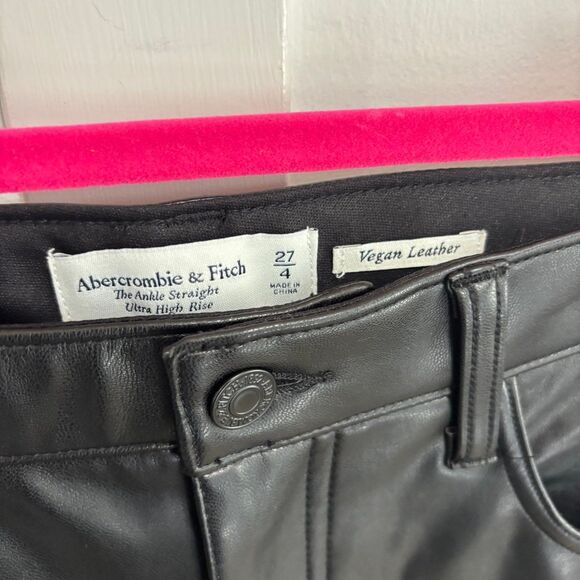 Abercrombie & Fitch
The Ankle Straight
Ultra High Rise
27
4
MADE IN
CHINA
Vegan Leather